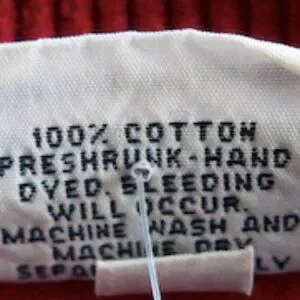 100% COTTON
PRESHRUNK-HAND
DYED. BLEEDING
WILL OCCUR.
MACHINE WASH AND
MACHINE DRY